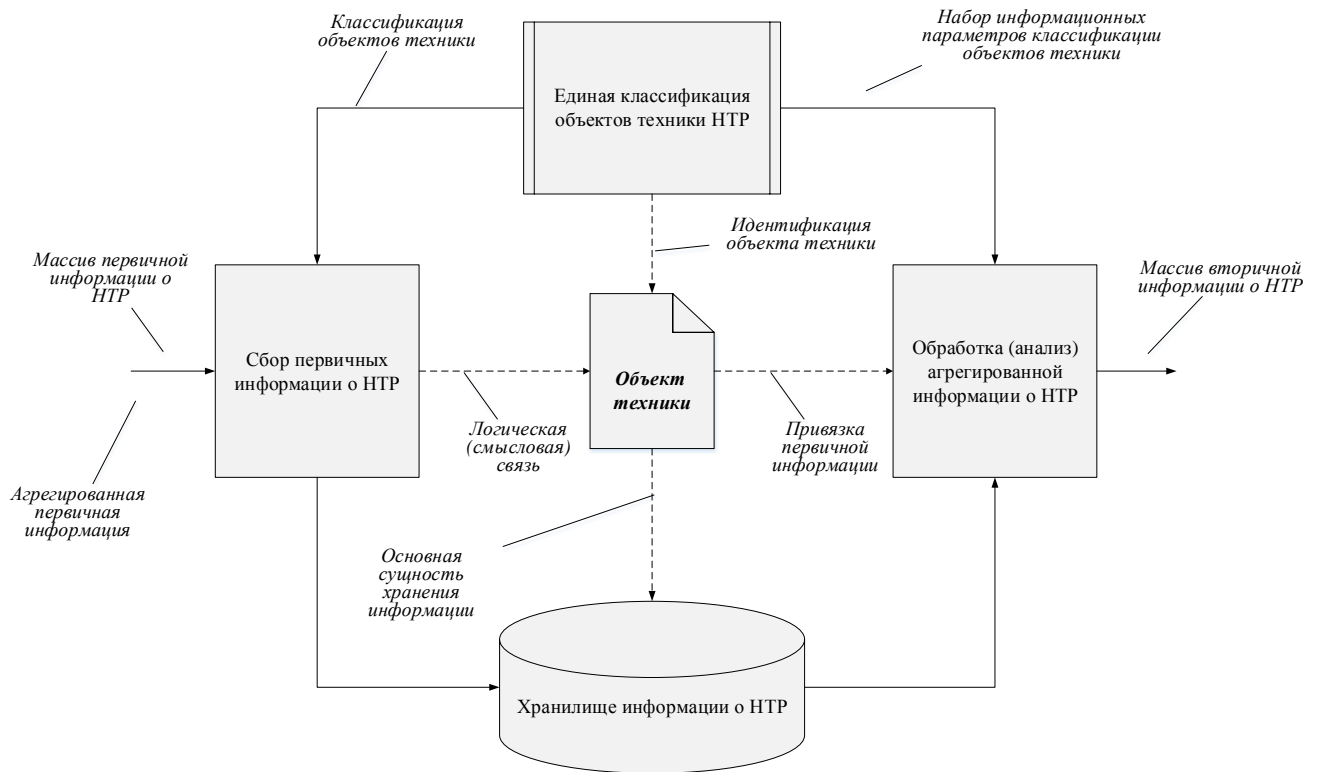 Классификация
объектов техники
Набор информационных
параметров классификации
объектов техники
Единая классификация
объектов техники НТР
Идентификация
объекта техники
Массив первичной
информации о
НТР
Массив вторичной
информации о НТР
Сбор первичных
информации о НТР
Объект
техники
Обработка (анализ)
агрегированной
информации о НТР
Логическая
(смысловая)
связь
Привязка
первичной
информации
Агрегированная
первичная
информация
Основная
сущность
хранения
информации
Хранилище информации о НТР